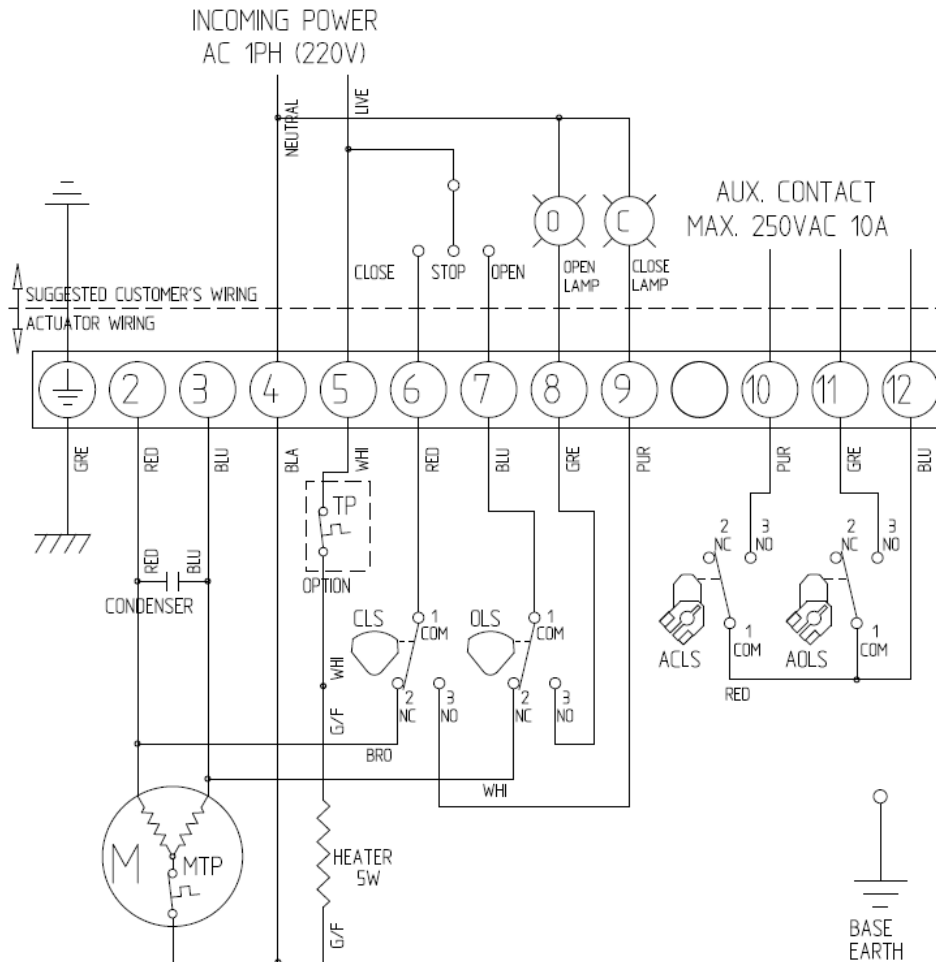 INCOMING POWER
AC 1PH (220V)
NEUTRAL
LIVE
AUX. CONTACT
MAX. 250VAC 10A
O
C
CLOSE
STOP
OPEN
OPEN
LAMP
CLOSE
LAMP
SUGGESTED CUSTOMER'S WIRING
ACTUATOR WIRING
2
3
4
5
6
7
8
9
10
11
12
GRE
RED
BLU
BLA
WHI
RED
BLU
GRE
PUR
PUR
GRE
BLU
TP
OPTION
RED
BLU
CONDENSER
2
NC
3
NO
2
NC
3
NO
CLS
1
COM
OLS
1
COM
ACLS
1
COM
AOLS
1
COM
WHI
RED
2
NC
3
NO
2
NC
3
NO
G/F
BRO
WHI
M
MTP
HEATER
5W
G/F
BASE
EARTH